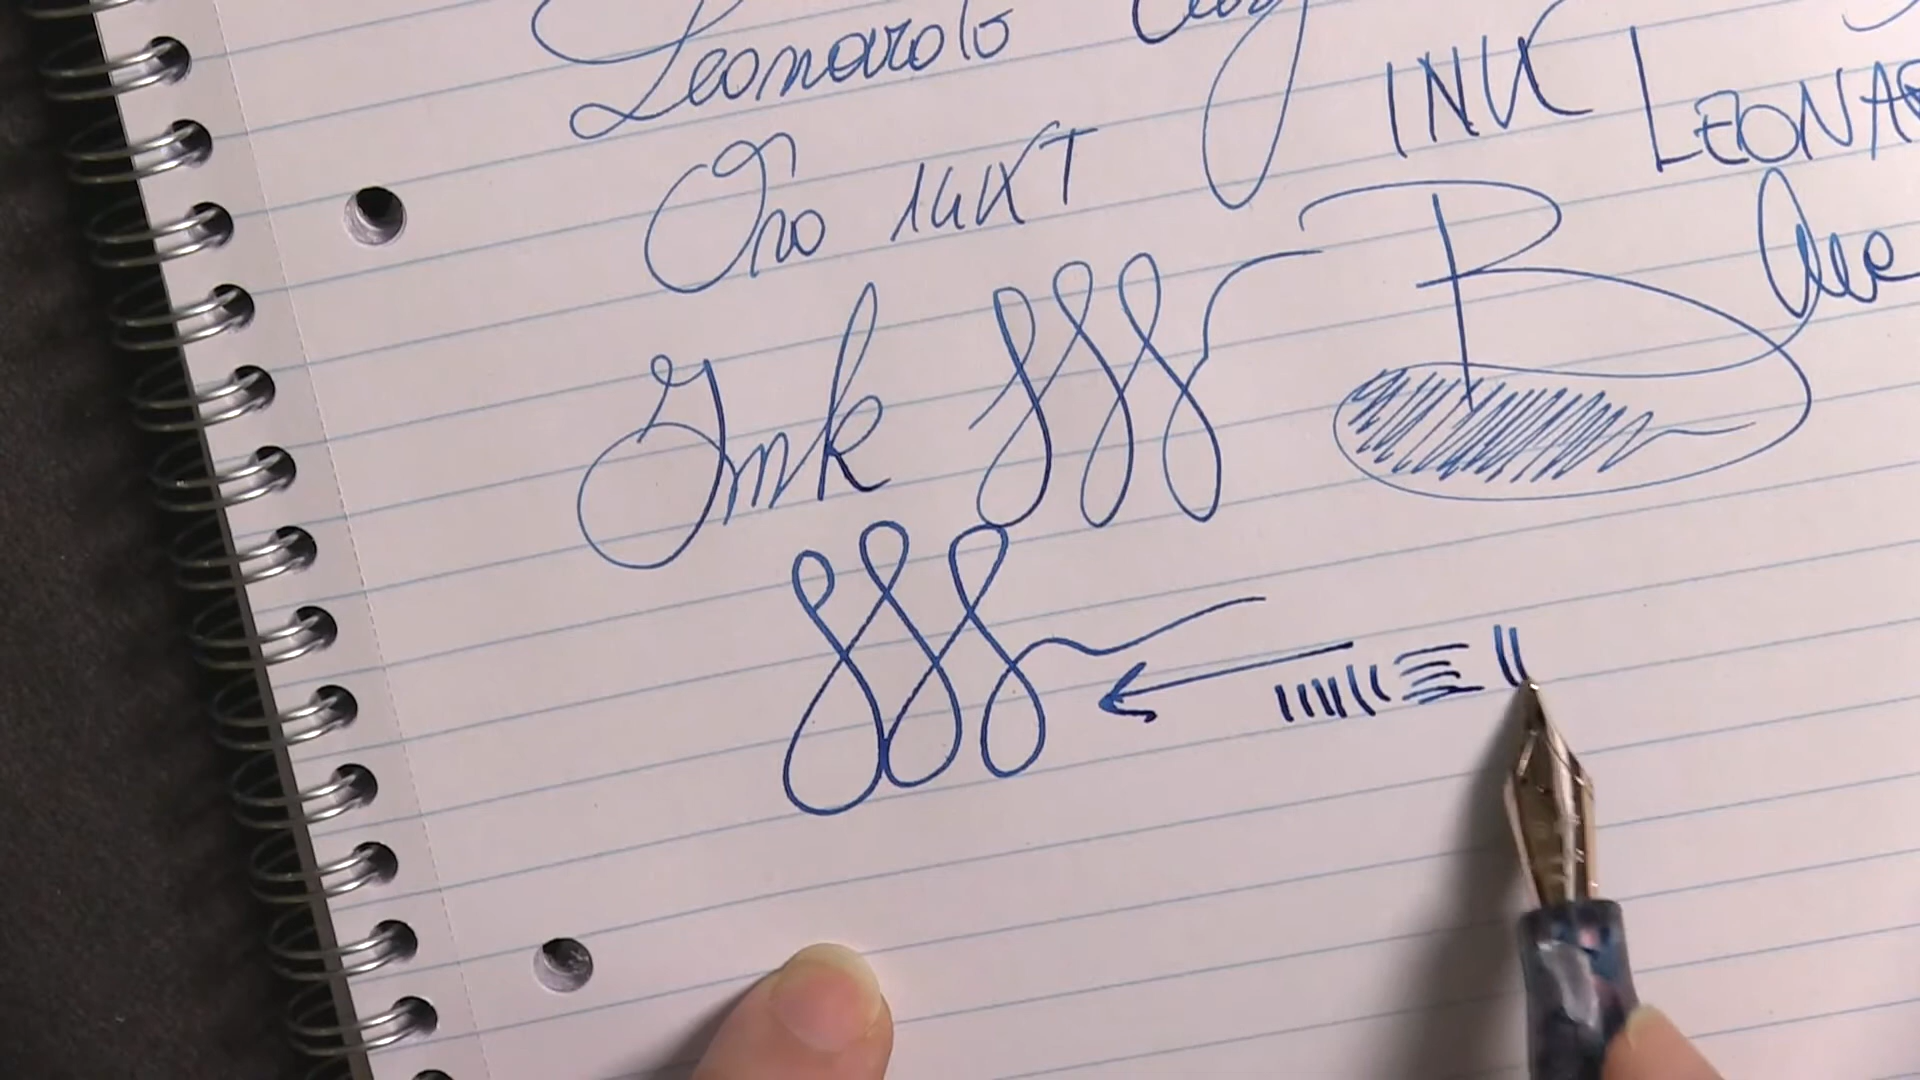 Leonardo
INK LEONA
Oro 14KT
Ink
B